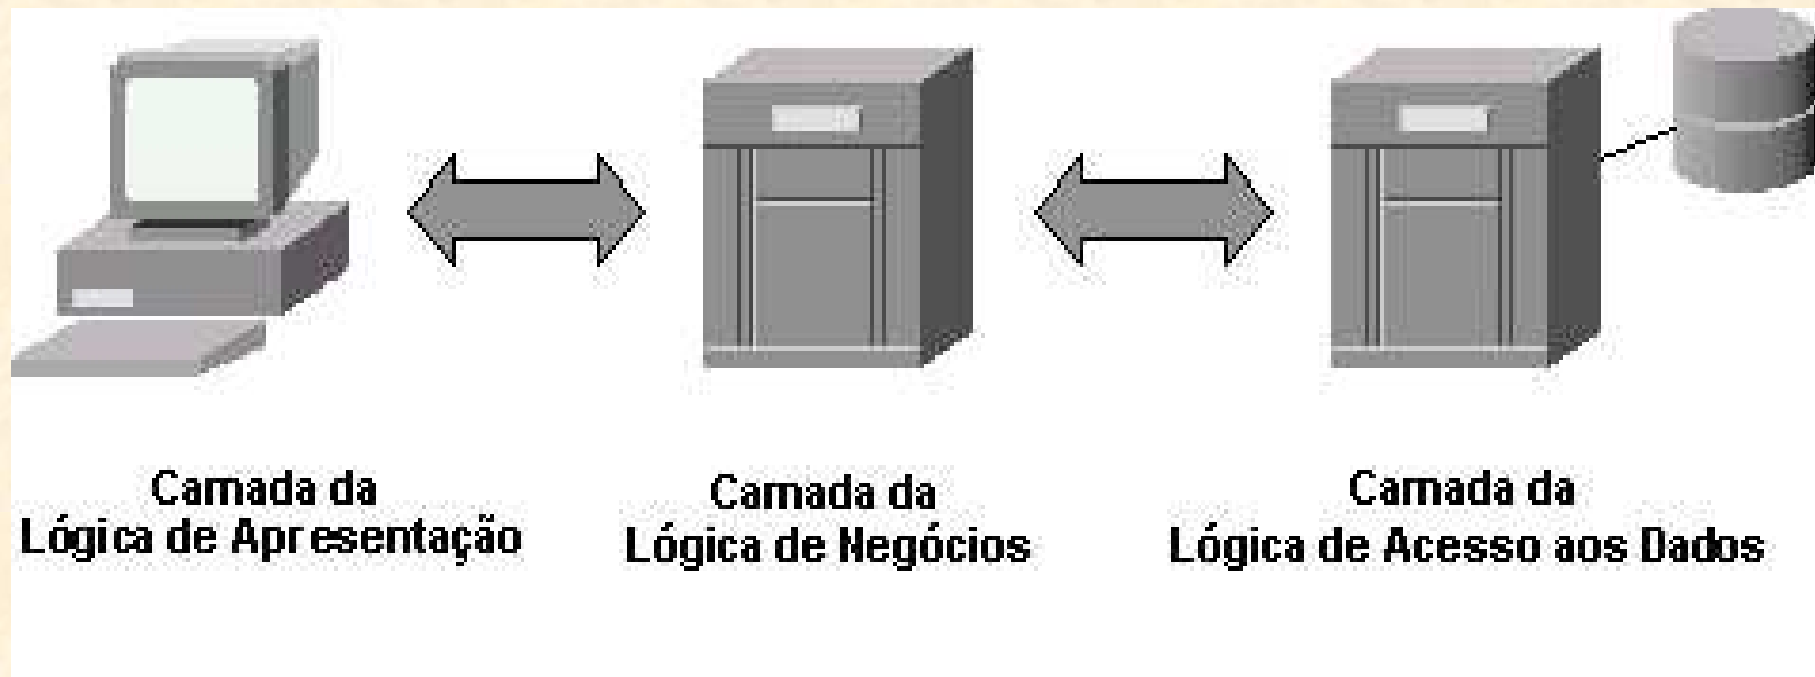 Camada da
Lógica de Apresentação
Camada da
Lógica de Negócios
Camada da
Lógica de Acesso aos Dados